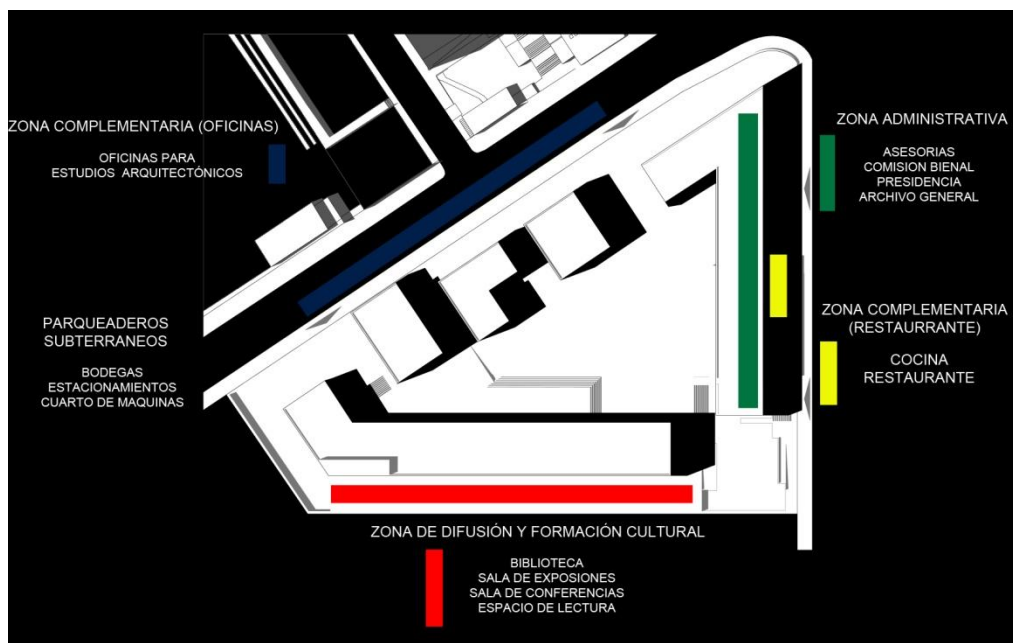 ZONA COMPLEMENTARIA (OFICINAS)
OFICINAS PARA
ESTUDIOS ARQUITECTÓNICOS
ZONA ADMINISTRATIVA
ASESORIAS
COMISION BIENAL
PRESIDENCIA
ARCHIVO GENERAL
PARQUEADEROS
SUBTERRANEOS
BODEGAS
ESTACIONAMIENTOS
CUARTO DE MAQUINAS
ZONA COMPLEMENTARIA
(RESTAURRANTE)
COCINA
RESTAURANTE
ZONA DE DIFUSIÓN Y FORMACIÓN CULTURAL
BIBLIOTECA
SALA DE EXPOSIONES
SALA DE CONFERENCIAS
ESPACIO DE LECTURA